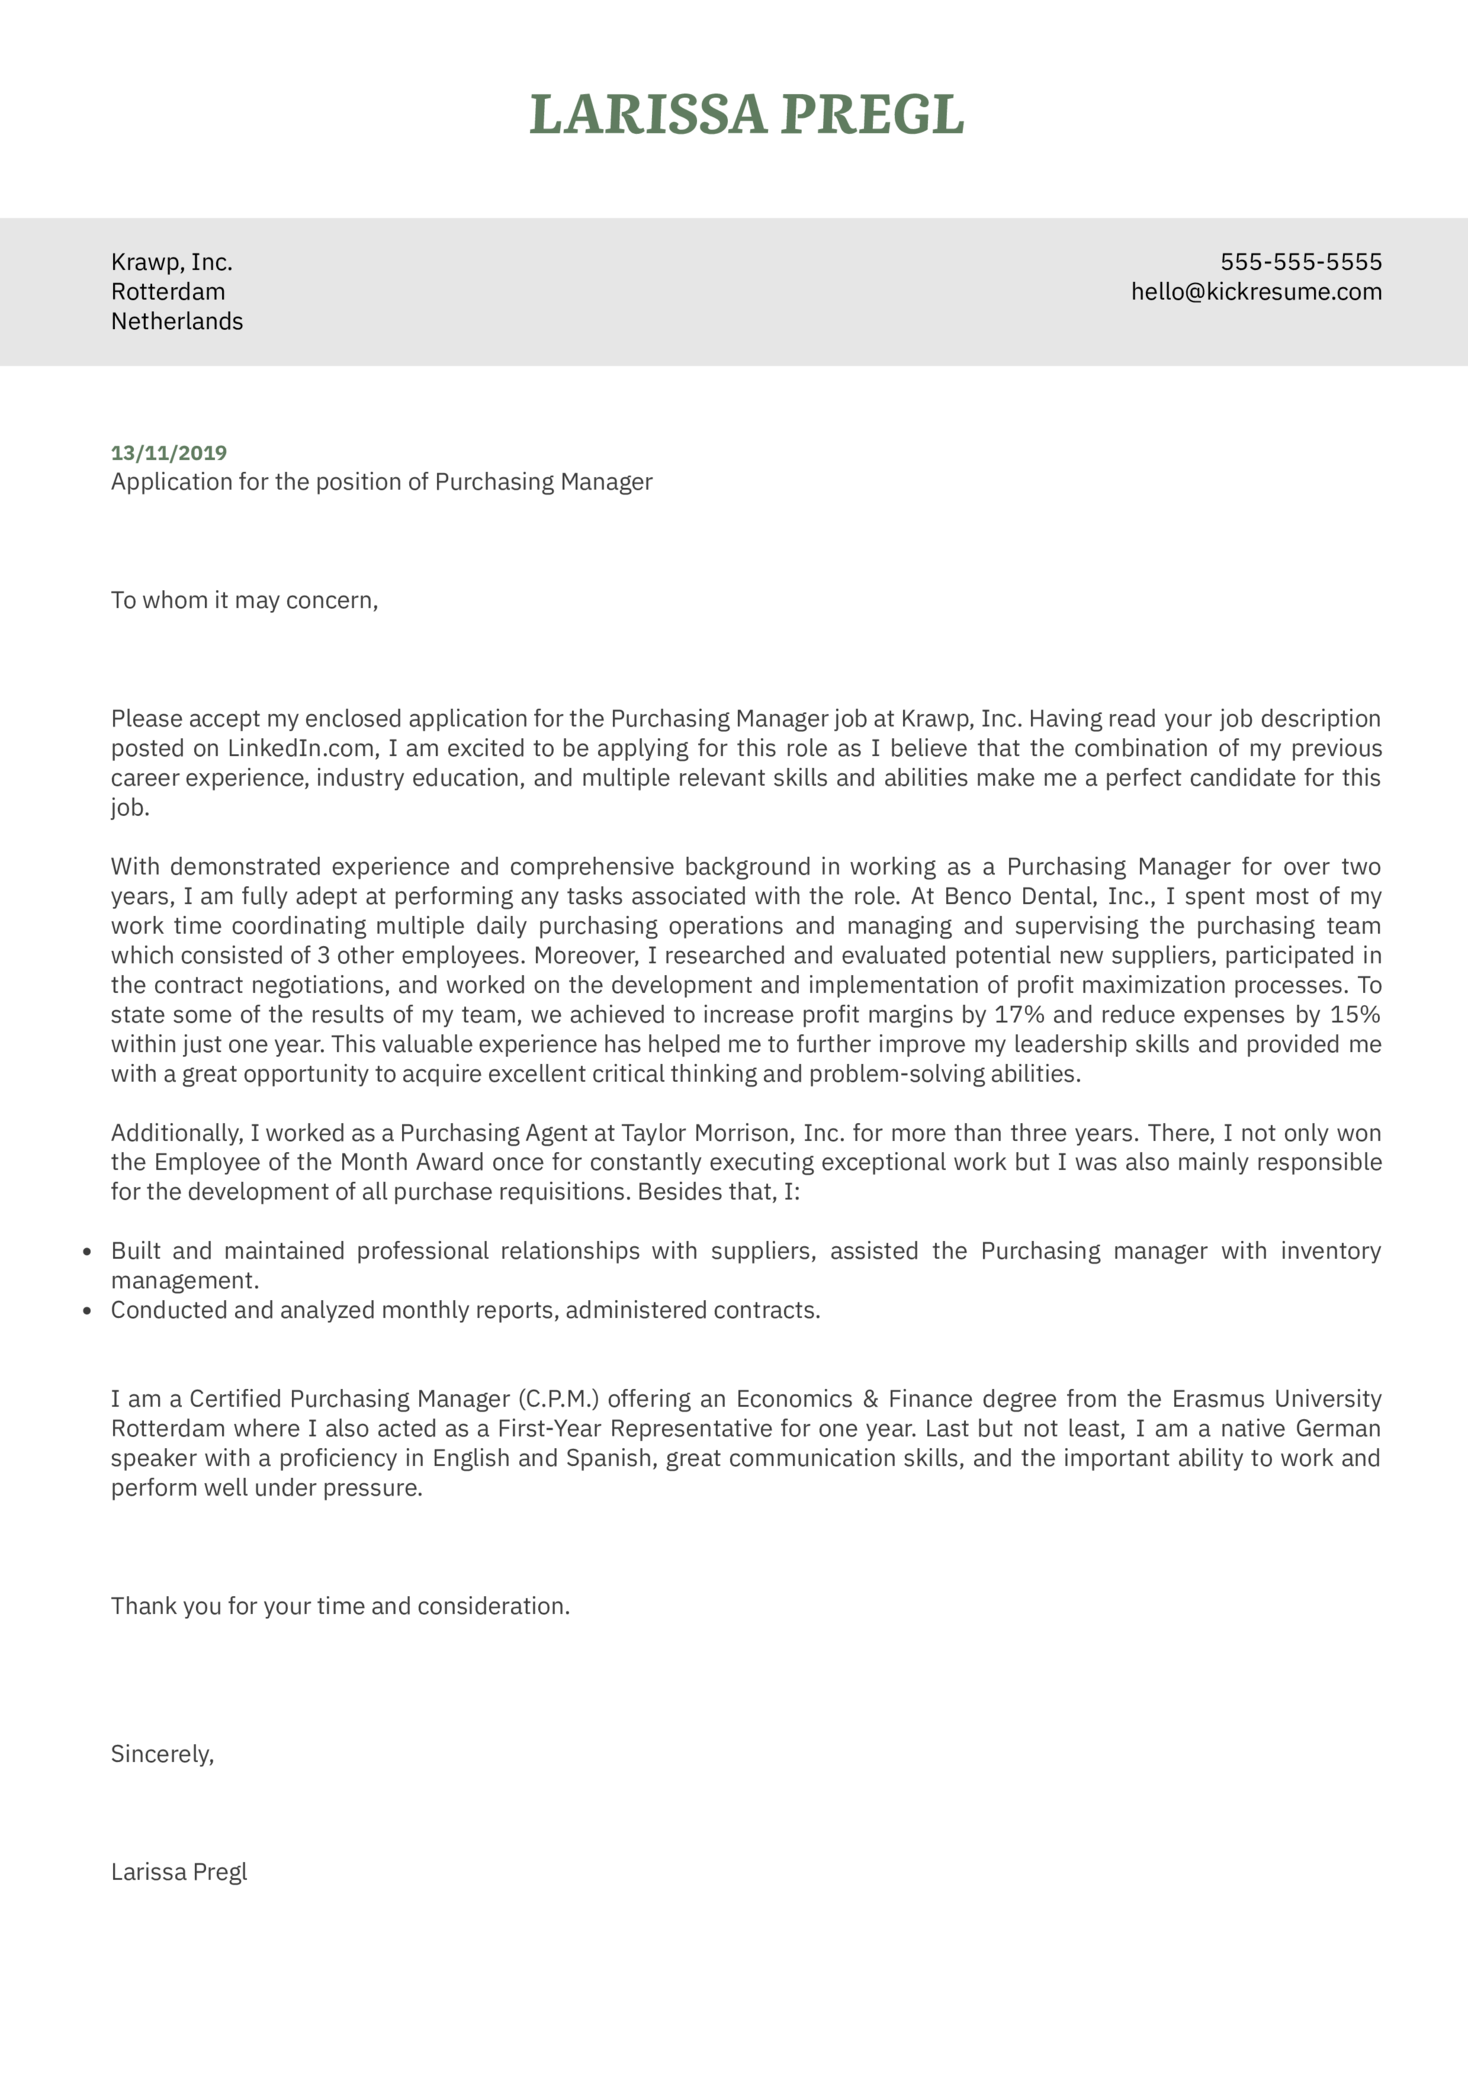 LARISSA PREGL
Krawp, Inc.
Rotterdam
Netherlands
555-555-5555
hello@kickresume.com
13/11/2019
Application for the position of Purchasing Manager
To whom it may concern,
Please accept my enclosed application for the Purchasing Manager job at Krawp, Inc. Having read your job description
posted on LinkedIn.com, I am excited to be applying for this role as I believe that the combination of my previous
career experience, industry education, and multiple relevant skills and abilities make me a perfect candidate for this
job.
With demonstrated experience and comprehensive background in working as a Purchasing Manager for over two
years, I am fully adept at performing any tasks associated with the role. At Benco Dental, Inc., I spent most of my
work time coordinating multiple daily purchasing operations and managing and supervising the purchasing team
which consisted of 3 other employees. Moreover, I researched and evaluated potential new suppliers, participated in
the contract negotiations, and worked on the development and implementation of profit maximization processes. To
state some of the results of my team, we achieved to increase profit margins by 17% and reduce expenses by 15%
within just one year. This valuable experience has helped me to further improve my leadership skills and provided me
with a great opportunity to acquire excellent critical thinking and problem-solving abilities.
Additionally, I worked as a Purchasing Agent at Taylor Morrison, Inc. for more than three years. There, I not only won
the Employee of the Month Award once for constantly executing exceptional work but I was also mainly responsible
for the development of all purchase requisitions. Besides that, I:
• Built and maintained professional relationships with suppliers, assisted the Purchasing manager with inventory
management.
• Conducted and analyzed monthly reports, administered contracts.
I am a Certified Purchasing Manager (C.P.M.) offering an Economics & Finance degree from the Erasmus University
Rotterdam where I also acted as a First-Year Representative for one year. Last but not least, I am a native German
speaker with a proficiency in English and Spanish, great communication skills, and the important ability to work and
perform well under pressure.
Thank you for your time and consideration.
Sincerely,
Larissa Pregl